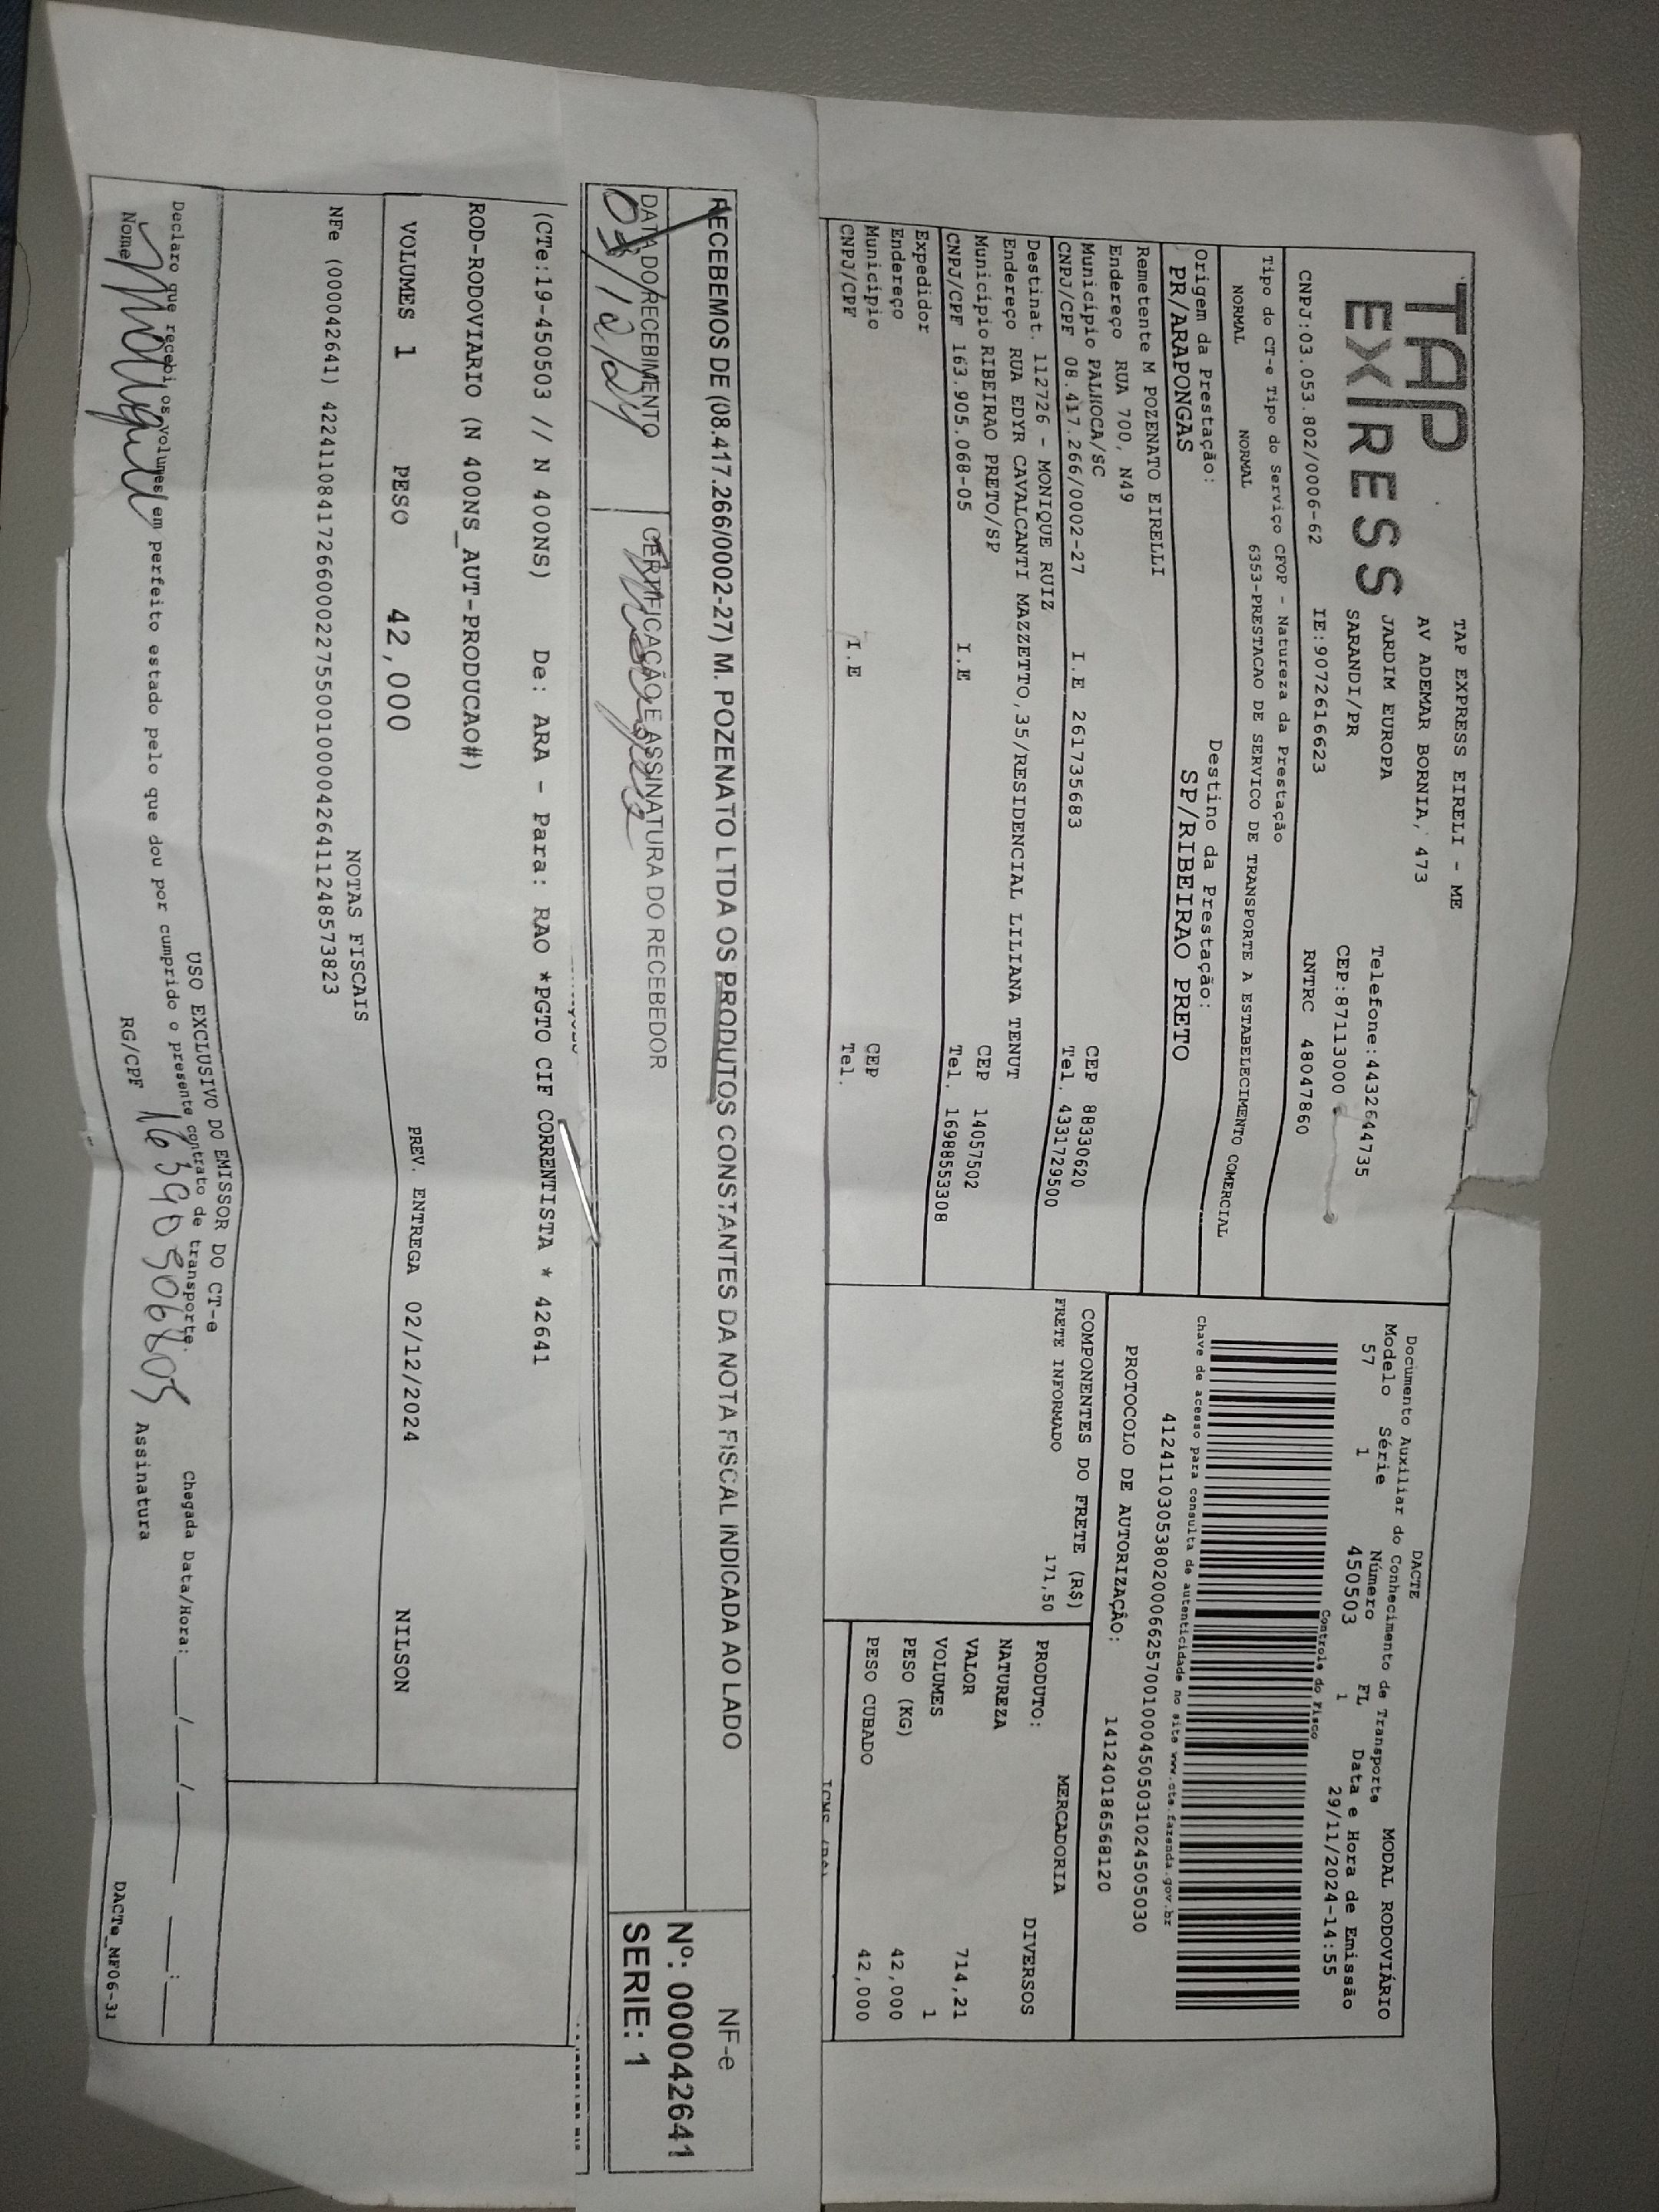 TAP EXPRESS
TAP EXPRESS EIRELI - ME
AV ADEMAR BORNIA, 473
JARDIM EUROPA Telefone:4432644735
SARANDI/PR CEP:87113000
CNPJ:03.053.802/0006-62 IE:9072616623 RNTRC 48047860
Tipo do CT-e Tipo do Serviço CFOP - Natureza da Prestação
NORMAL NORMAL 6353-PRESTACAO DE SERVICO DE TRANSPORTE A ESTABELECIMENTO COMERCIAL
Origem da Prestação: Destino da Prestação:
PR/ARAPONGAS SP/RIBEIRAO PRETO
Remetente M POZENATO EIRELLI
Endereço RUA 700, N49
Município PALHOCA/SC CEP 88330620
CNPJ/CPF 08.417.266/0002-27 I.E 261735683 Tel. 4331729500
Destinat. 112726 - MONIQUE RUIZ
Endereço RUA EDYR CAVALCANTI MAZZETTO,35/RESIDENCIAL LILIANA TENUT
Município RIBEIRAO PRETO/SP CEP 14057502
CNPJ/CPF 163.905.068-05 I.E Tel. 16988553308
Expedidor
Endereço
Município CEP
CNPJ/CPF I.E Tel.
DACTE
Documento Auxiliar do Conhecimento de Transporte MODAL RODOVIÁRIO
Modelo Série Número FL Data e Hora de Emissão
57 1 450503 1 29/11/2024-14:55
Controle do Fisco
Chave de acesso para consulta de autenticidade no site www.cte.fazenda.gov.br
41241103053802000662570010004505031024505030
PROTOCOLO DE AUTORIZAÇÃO: 141240186568120
COMPONENTES DO FRETE (R$)
FRETE INFORMADO 171,50
MERCADORIA
PRODUTO: DIVERSOS
NATUREZA
VALOR 714,21
VOLUMES 1
PESO (KG) 42,000
PESO CUBADO 42,000
RECEBEMOS DE (08.417.266/0002-27) M. POZENATO LTDA OS PRODUTOS CONSTANTES DA NOTA FISCAL INDICADA AO LADO
DATA DO RECEBIMENTO CERTIFICAÇÃO E ASSINATURA DO RECEBEDOR
NF-e
Nº: 000042641
SERIE: 1
(CTe:19-450503 // N 400NS) De: ARA - Para: RAO *PGTO CIF CORRENTISTA * 42641
ROD-RODOVIARIO (N 400NS_AUT-PRODUCAO#)
VOLUMES 1 PESO 42,000 PREV. ENTREGA 02/12/2024 NILSON
NOTAS FISCAIS
NFe (000042641) 42241108417266000227550010000426411248573823
USO EXCLUSIVO DO EMISSOR DO CT-e
Declaro que recebi os volumes em perfeito estado pelo que dou por cumprido o presente contrato de transporte.
Chegada Data/Hora: ___/___/_____ ___:___
Nome RG/CPF 16390506805 Assinatura
DACTe_MF06-31